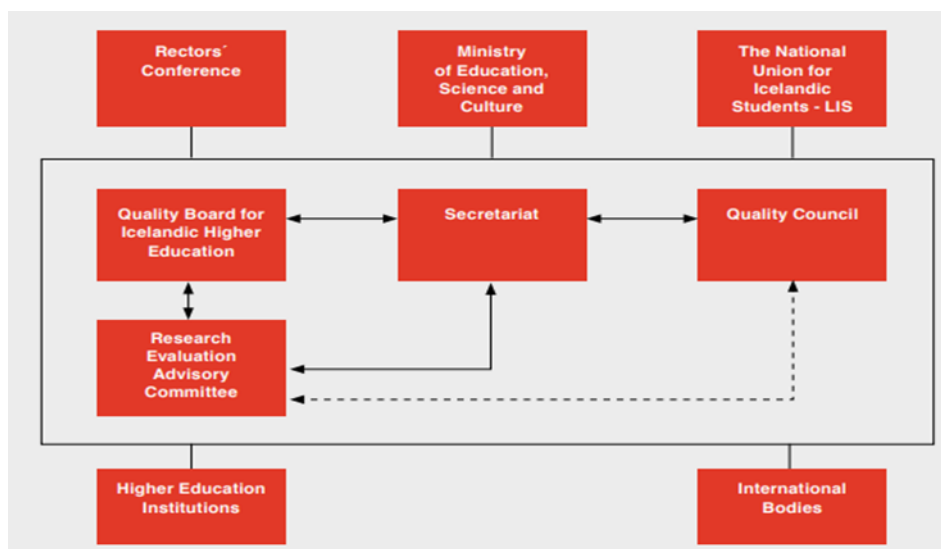 Rectors´
Conference
Ministry
of Education,
Science and
Culture
The National
Union for
Icelandic
Students - LIS
Quality Board for
Icelandic Higher
Education
Secretariat
Quality Council
Research
Evaluation
Advisory
Committee
Higher Education
Institutions
International
Bodies